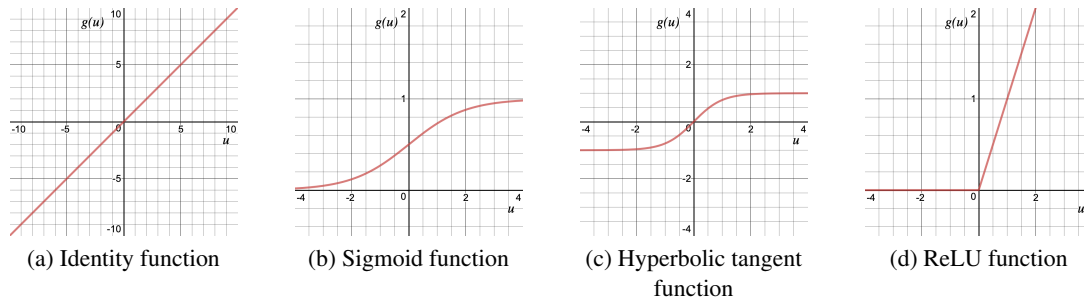 g(u)
10
5
-10
-5
0
5
10
u
-5
-10
(a) Identity function
g(u)
2
1
-4
-2
0
2
4
u
(b) Sigmoid function
g(u)
4
2
-4
-2
0
2
4
u
-2
-4
(c) Hyperbolic tangent
function
g(u)
2
1
-4
-2
0
2
u
(d) ReLU function